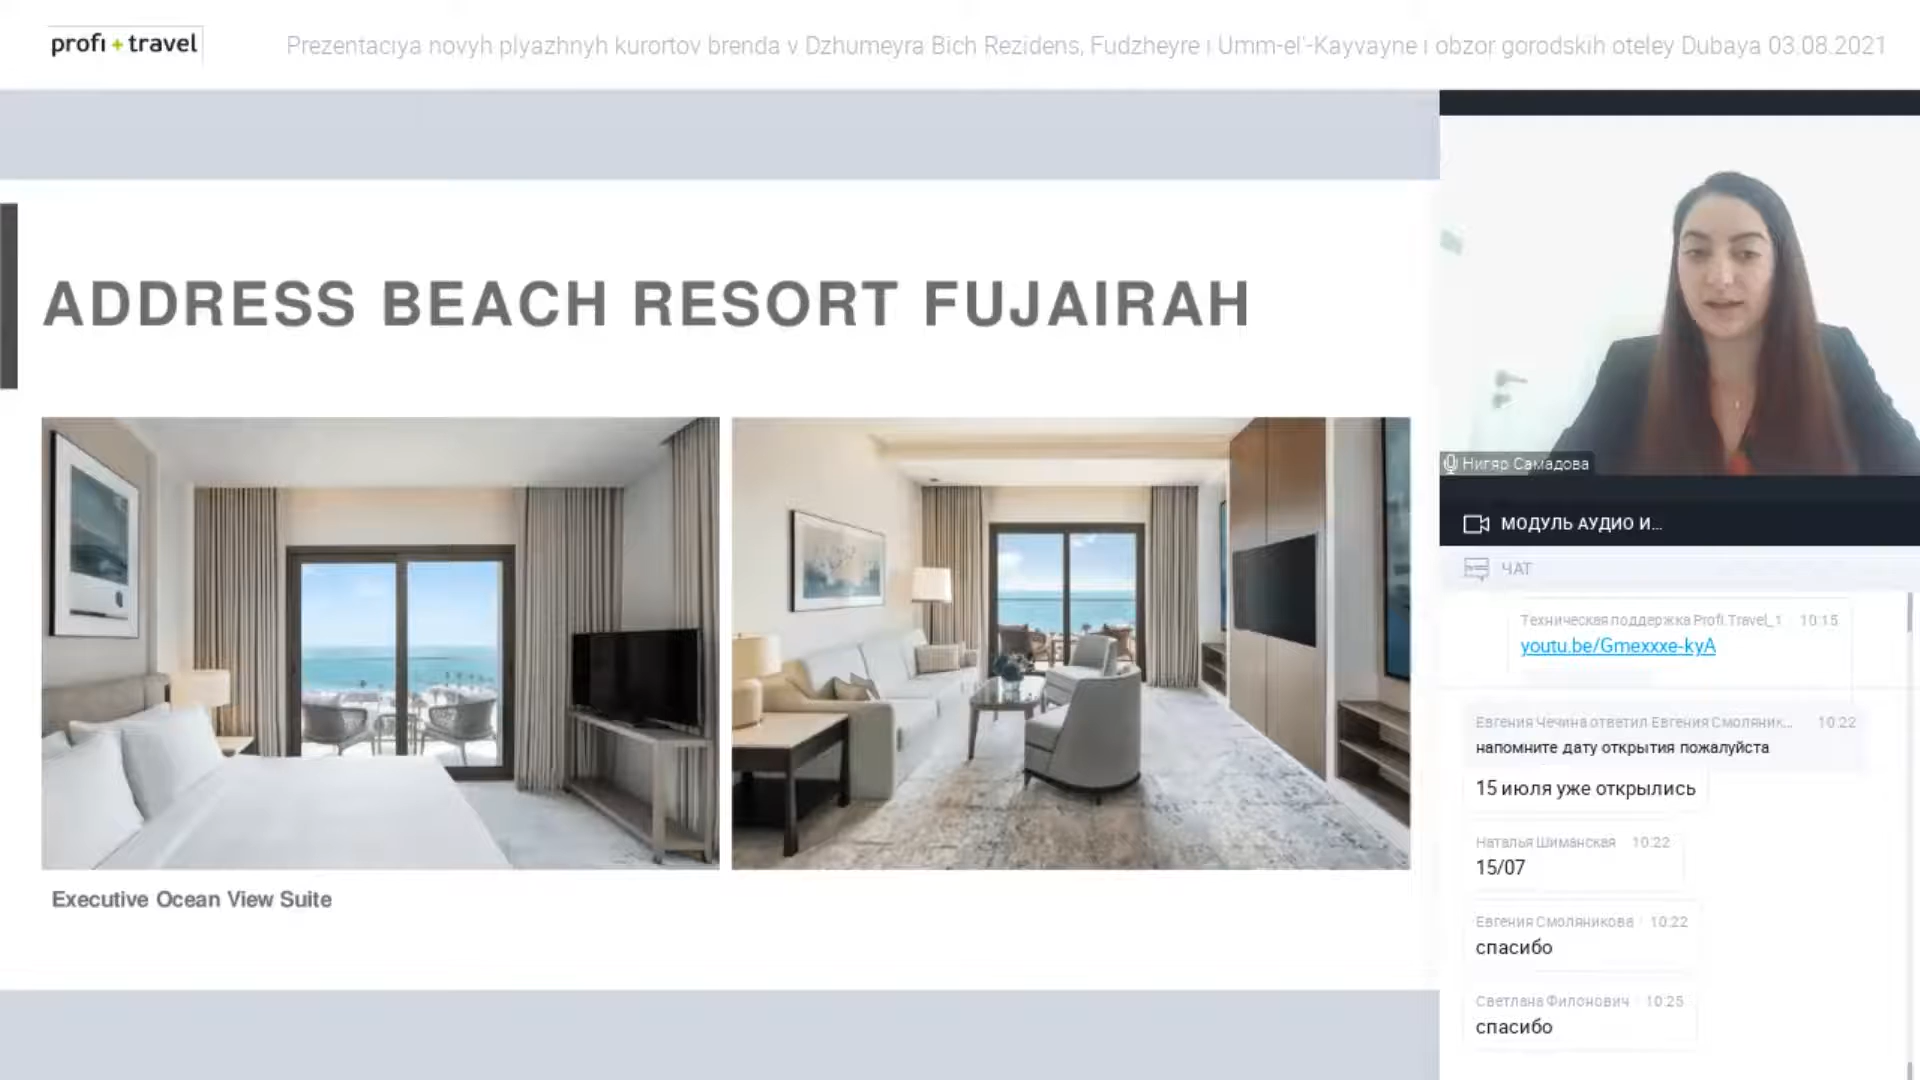 profi + travel
Prezentaciya novyh plyazhnyh kurortov brenda v Dzhumeyra Bich Rezidens, Fudzheyre i Umm-el'-Kayvayne i obzor gorodskih oteley Dubaya 03.08.2021
ADDRESS BEACH RESORT FUJAIRAH
Executive Ocean View Suite
Нигяр Самадова
МОДУЛЬ АУДИО И...
ЧАТ
Техническая поддержка Profi.Travel_1 10:15
youtu.be/Gmexxxe-kyA
Евгения Чечина ответил Евгения Смоляник... 10:22
напомните дату открытия пожалуйста
15 июля уже открылись
Наталья Шиманская 10:22
15/07
Евгения Смоляникова 10:22
спасибо
Светлана Филонович 10:25
спасибо